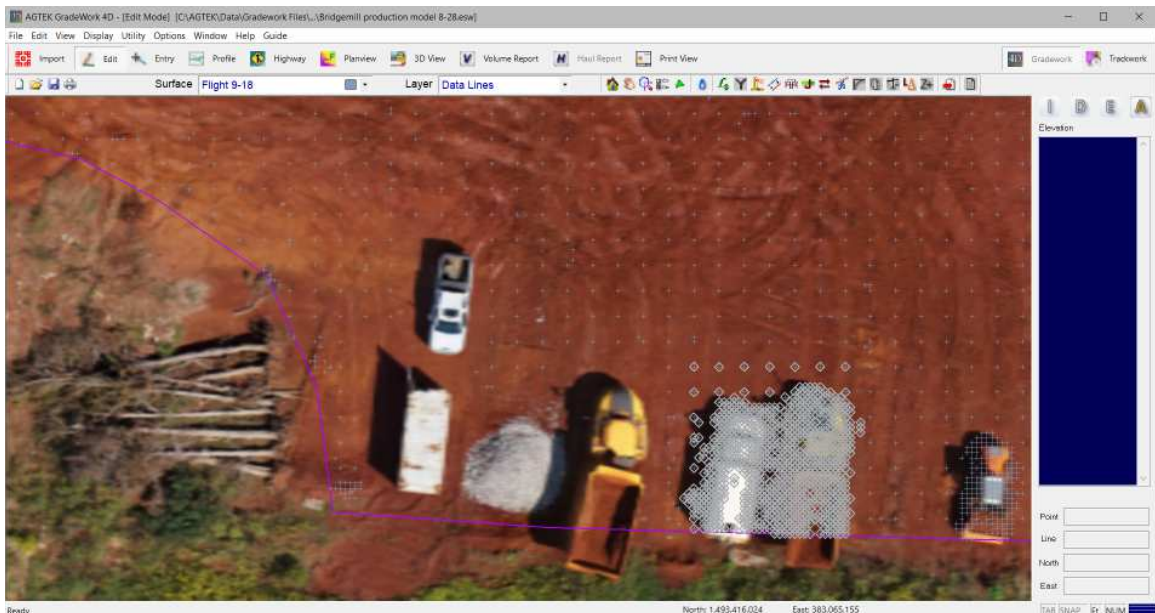 AGTEK GradeWork 4D - [Edit Mode] [C:\AGTEK\Data\Gradework Files\...\Bridgemill production model 8-28.esw]
File Edit View Display Utility Options Window Help Guide
Import Edit Entry Profile Highway Planview 3D View Volume Report Haul Report Print View 4D Gradework Trackwork
Surface Flight 9-18 Layer Data Lines
I D E A
Elevation
Point
Line
North
East
Ready North: 1,493,416.024 East: 383,065.155 TAB SNAP Fr NUM